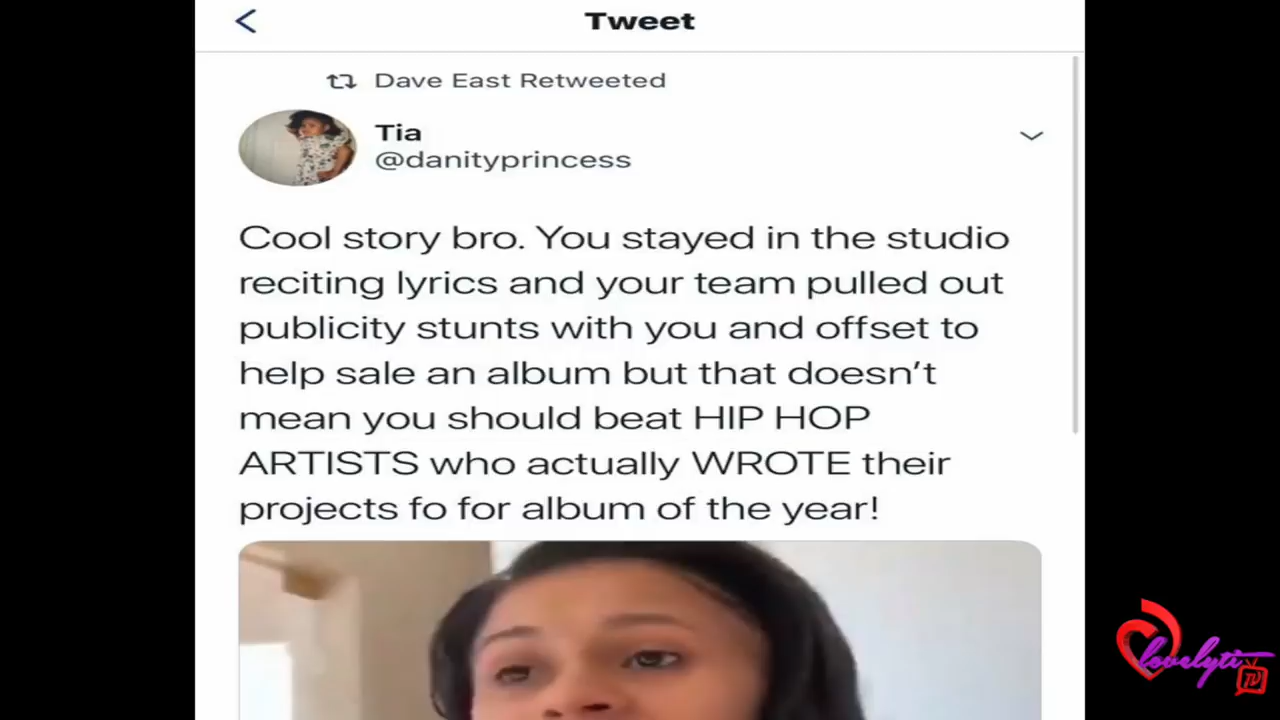 Tweet
Dave East Retweeted
Tia
@danityprincess
Cool story bro. You stayed in the studio
reciting lyrics and your team pulled out
publicity stunts with you and offset to
help sale an album but that doesn't
mean you should beat HIP HOP
ARTISTS who actually WROTE their
projects fo for album of the year!
lovelyti
TV